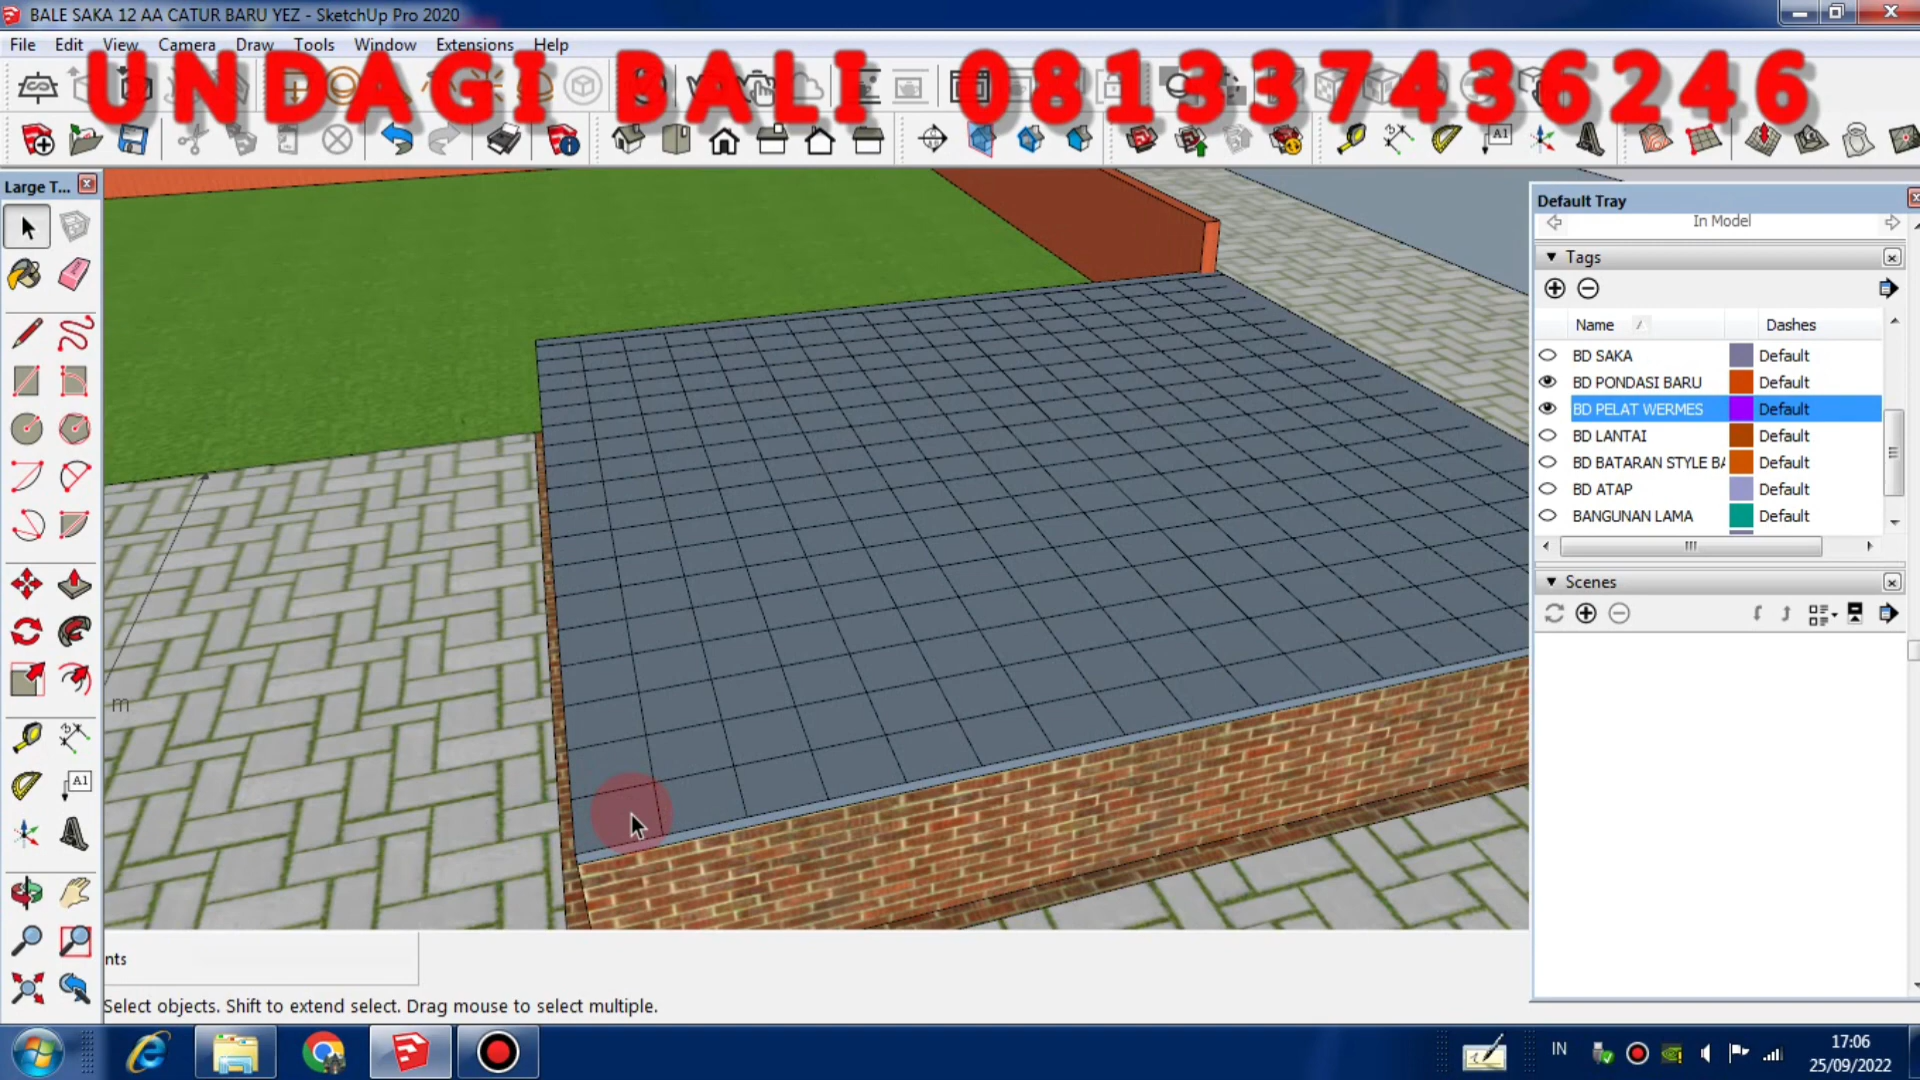 BALE SAKA 12 AA CATUR BARU YEZ - SketchUp Pro 2020
File Edit View Camera Draw Tools Window Extensions Help
UNDAGI BALI 081337436246
A1
Large T...
Default Tray
In Model
Tags
Name Dashes
BD SAKA Default
BD PONDASI BARU Default
BD PELAT WERMES Default
BD LANTAI Default
BD BATARAN STYLE BA Default
BD ATAP Default
BANGUNAN LAMA Default
Scenes
m
A1
nts
Select objects. Shift to extend select. Drag mouse to select multiple.
IN
17:06
25/09/2022